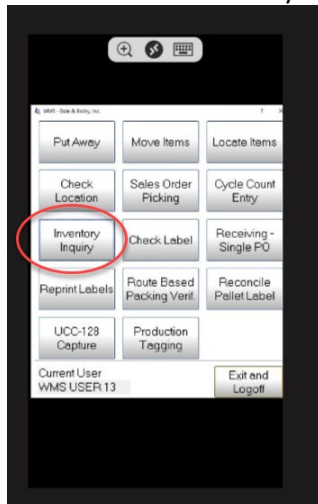 WMS - Dole & Bailey, Inc.
Put Away Move Items Locate Items
Check Sales Order Cycle Count
Location Picking Entry
Inventory Check Label Receiving -
Inquiry Single PO
Reprint Labels Route Based Reconcile
Packing Verif. Pallet Label
UCC-128 Production
Capture Tagging
Current User Exit and
WMS USER 13 Logoff